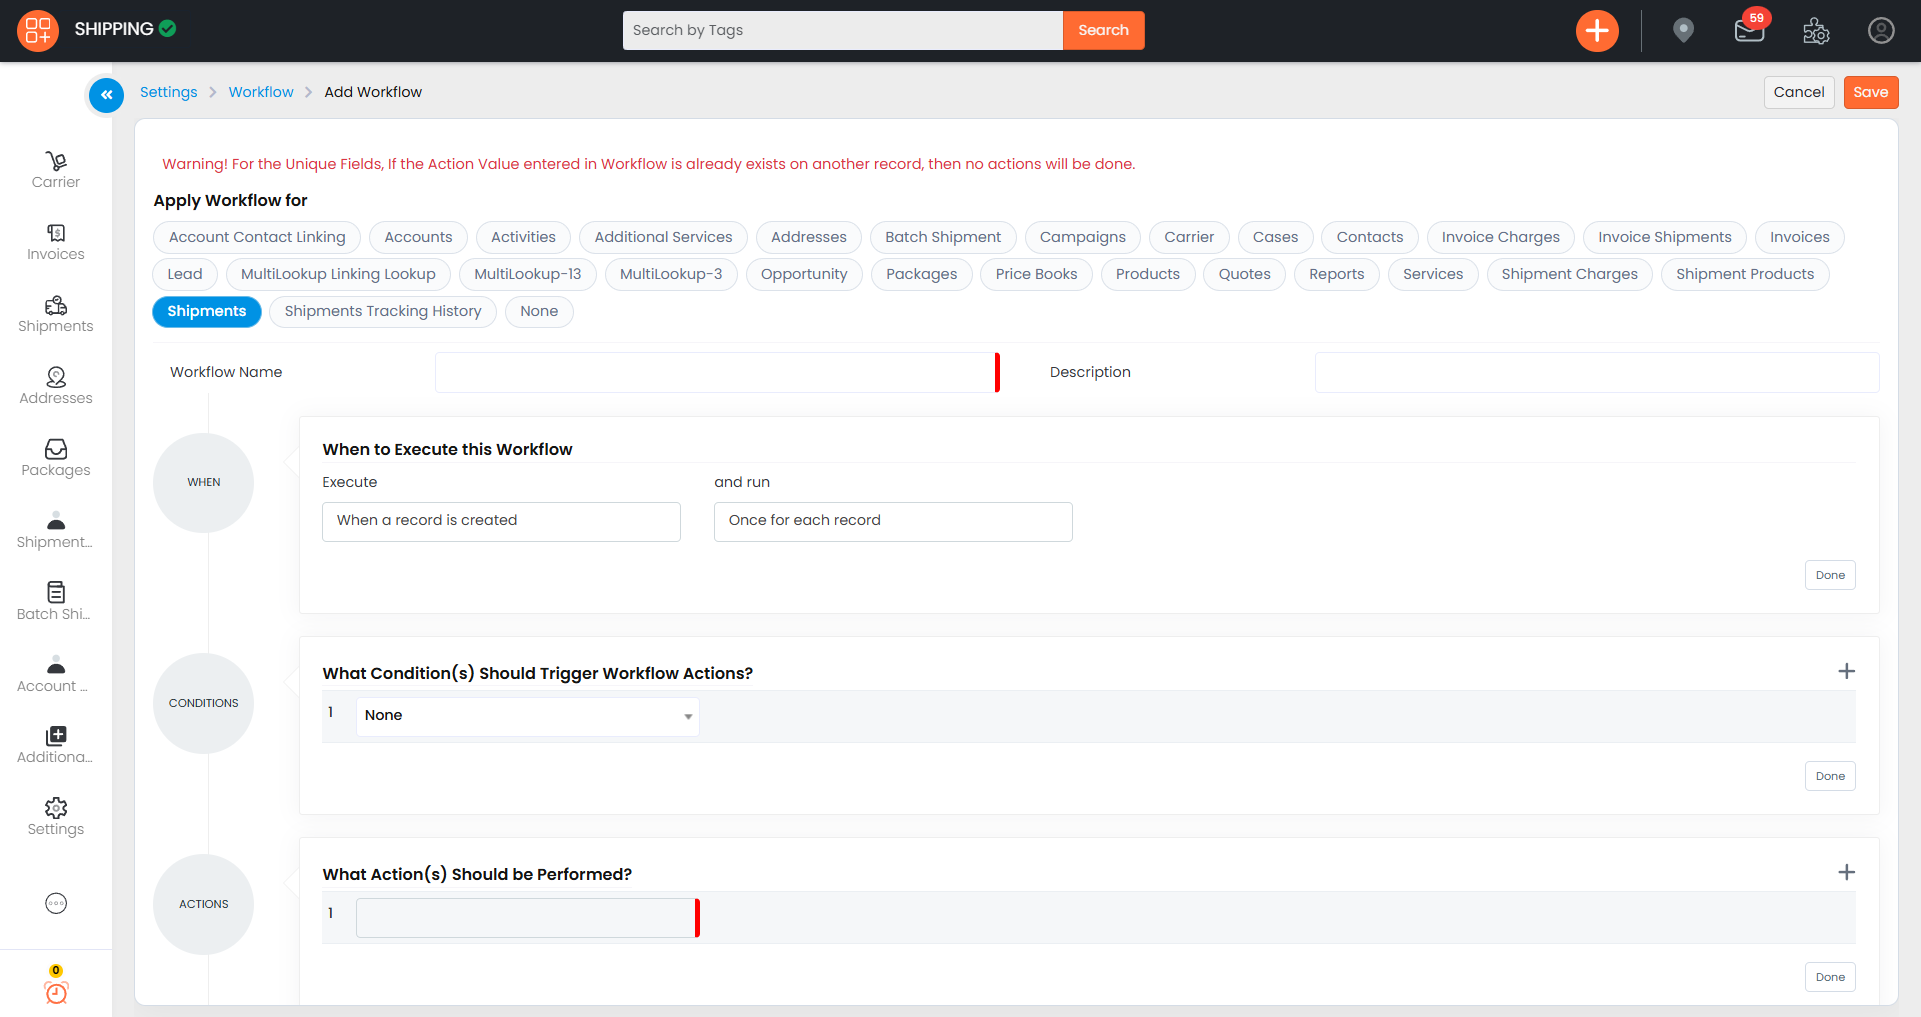 SHIPPING
Search by Tags
Search
59
Settings
Workflow
Add Workflow
Cancel
Save
Carrier
Invoices
Shipments
Addresses
Packages
Shipment...
Batch Shi...
Account ...
Additiona...
Settings
0
Warning! For the Unique Fields, If the Action Value entered in Workflow is already exists on another record, then no actions will be done.
Apply Workflow for
Account Contact Linking Accounts Activities Additional Services Addresses Batch Shipment Campaigns Carrier Cases Contacts Invoice Charges Invoice Shipments Invoices
Lead MultiLookup Linking Lookup MultiLookup-13 MultiLookup-3 Opportunity Packages Price Books Products Quotes Reports Services Shipment Charges Shipment Products
Shipments Shipments Tracking History None
Workflow Name
Description
WHEN
When to Execute this Workflow
Execute
and run
When a record is created
Once for each record
Done
CONDITIONS
What Condition(s) Should Trigger Workflow Actions?
1
None
Done
ACTIONS
What Action(s) Should be Performed?
1
Done